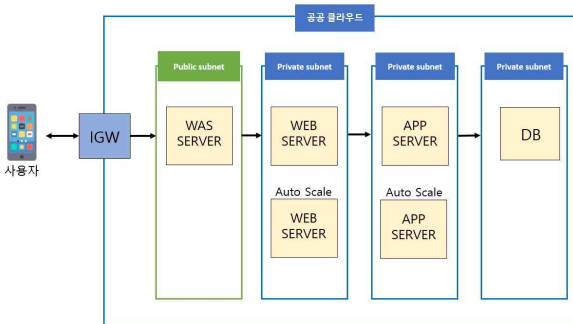 공공 클라우드
Public subnet
Private subnet
Private subnet
Private subnet
IGW
WAS
SERVER
WEB
SERVER
APP
SERVER
DB
사용자
Auto Scale
Auto Scale
WEB
SERVER
APP
SERVER